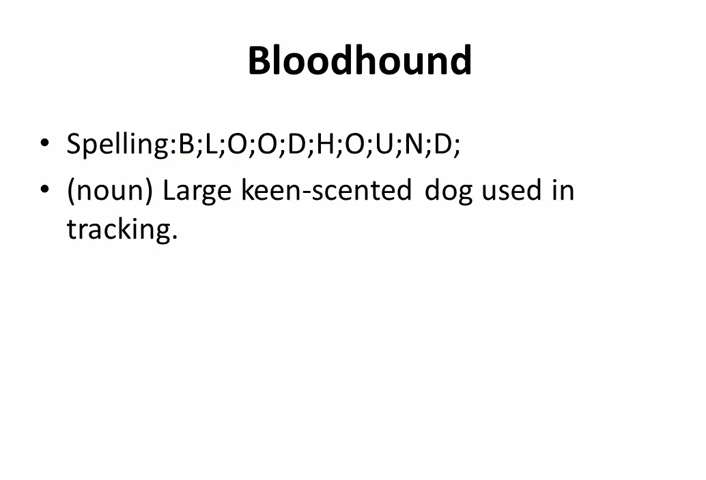 Bloodhound
• Spelling:B;L;O;O;D;H;O;U;N;D;
• (noun) Large keen-scented dog used in
tracking.